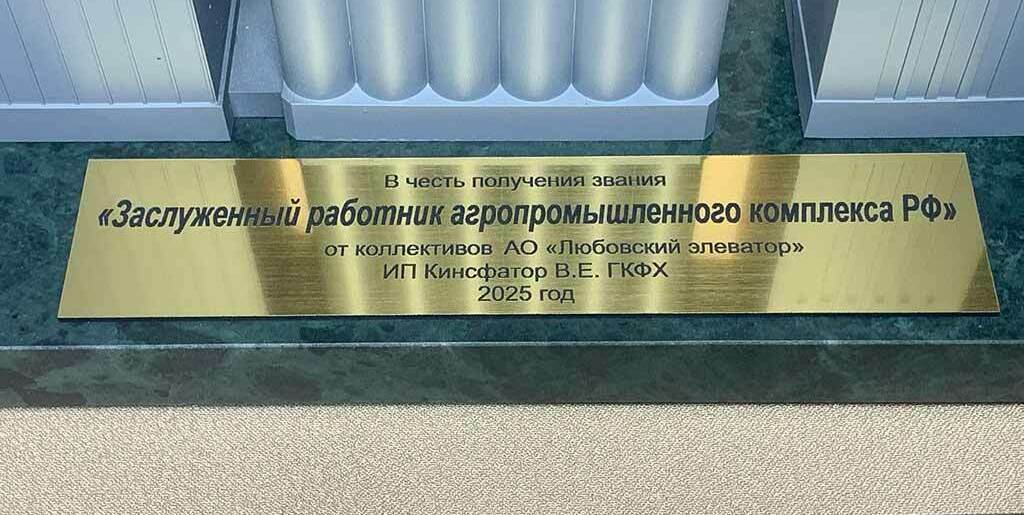 В честь получения звания
«Заслуженный работник агропромышленного комплекса РФ»
от коллективов АО «Любовский элеватор»
ИП Кинсфатор В.Е. ГКФХ
2025 год